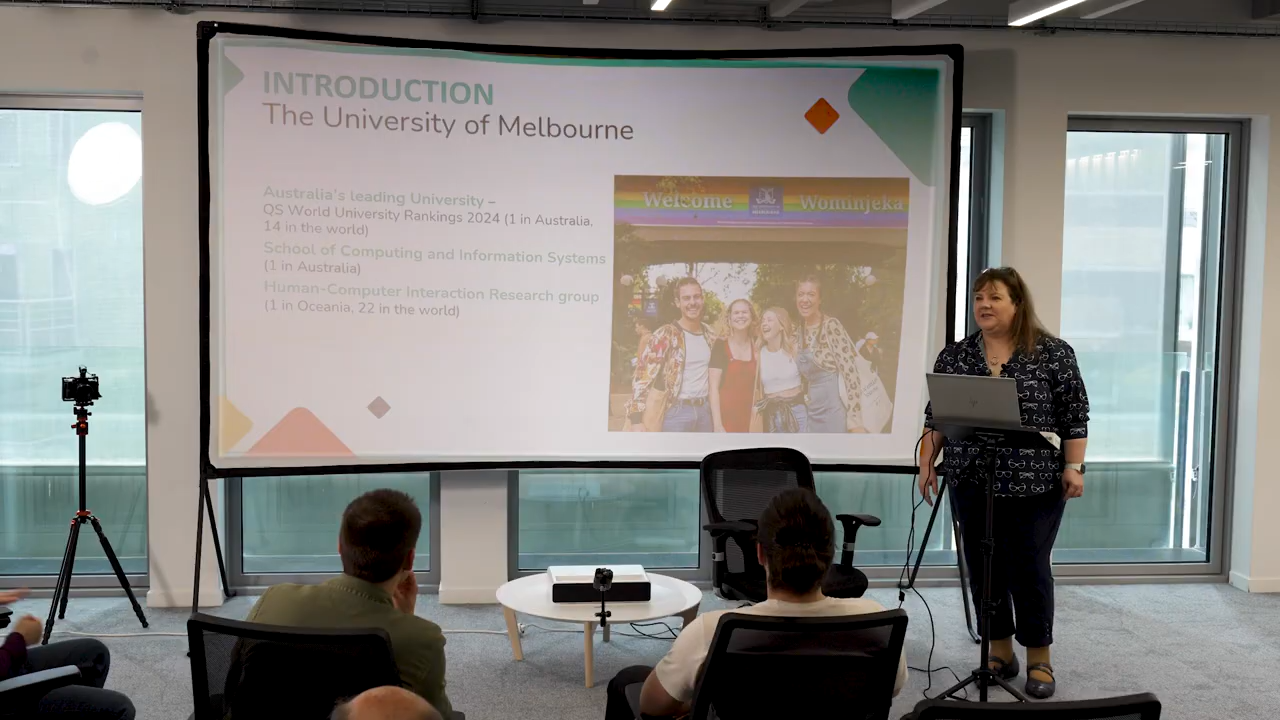 INTRODUCTION
The University of Melbourne
Australia's leading University –
QS World University Rankings 2024 (1 in Australia,
14 in the world)
School of Computing and Information Systems
(1 in Australia)
Human-Computer Interaction Research group
(1 in Oceania, 22 in the world)
Welcome
Wominjeka